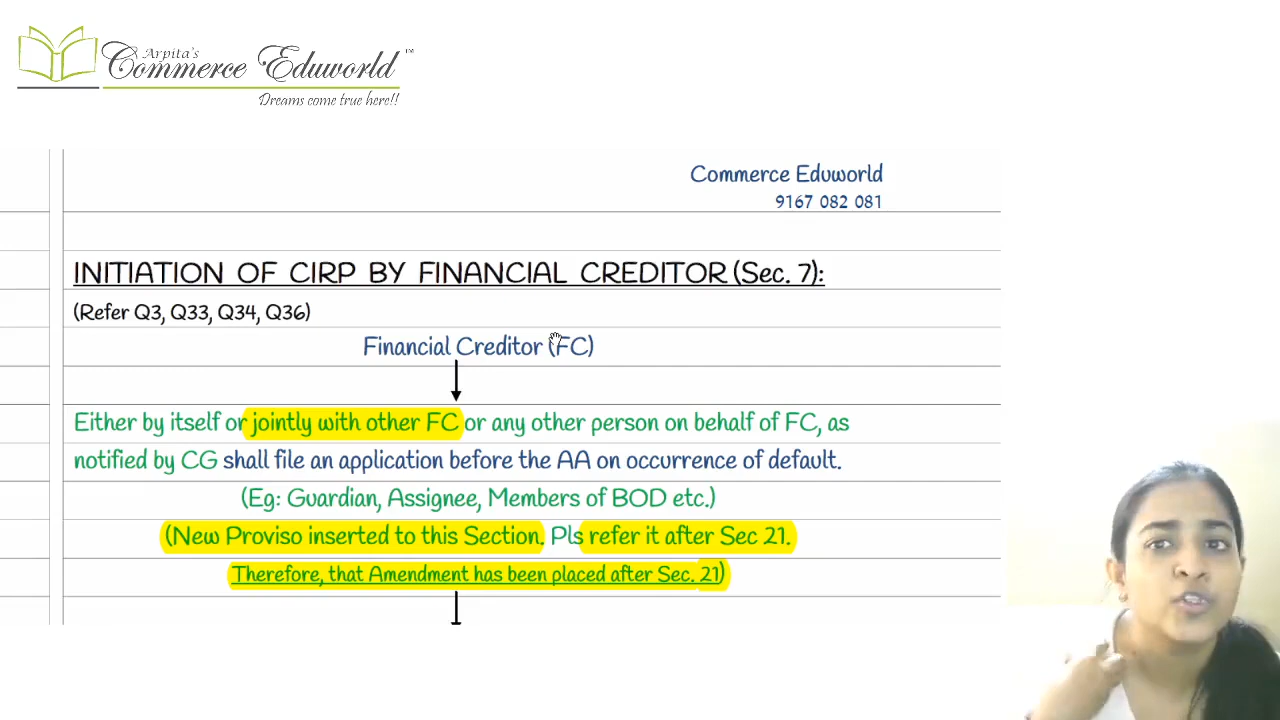 Arpita's
Commerce Eduworld™
Dreams come true here!!
Commerce Eduworld
9167 082 081
INITIATION OF CIRP BY FINANCIAL CREDITOR (Sec. 7):
(Refer Q3, Q33, Q34, Q36)
Financial Creditor (FC)
Either by itself or jointly with other FC or any other person on behalf of FC, as
notified by CG shall file an application before the AA on occurrence of default.
(Eg: Guardian, Assignee, Members of BOD etc.)
(New Proviso inserted to this Section. Pls refer it after Sec 21.
Therefore, that Amendment has been placed after Sec. 21)